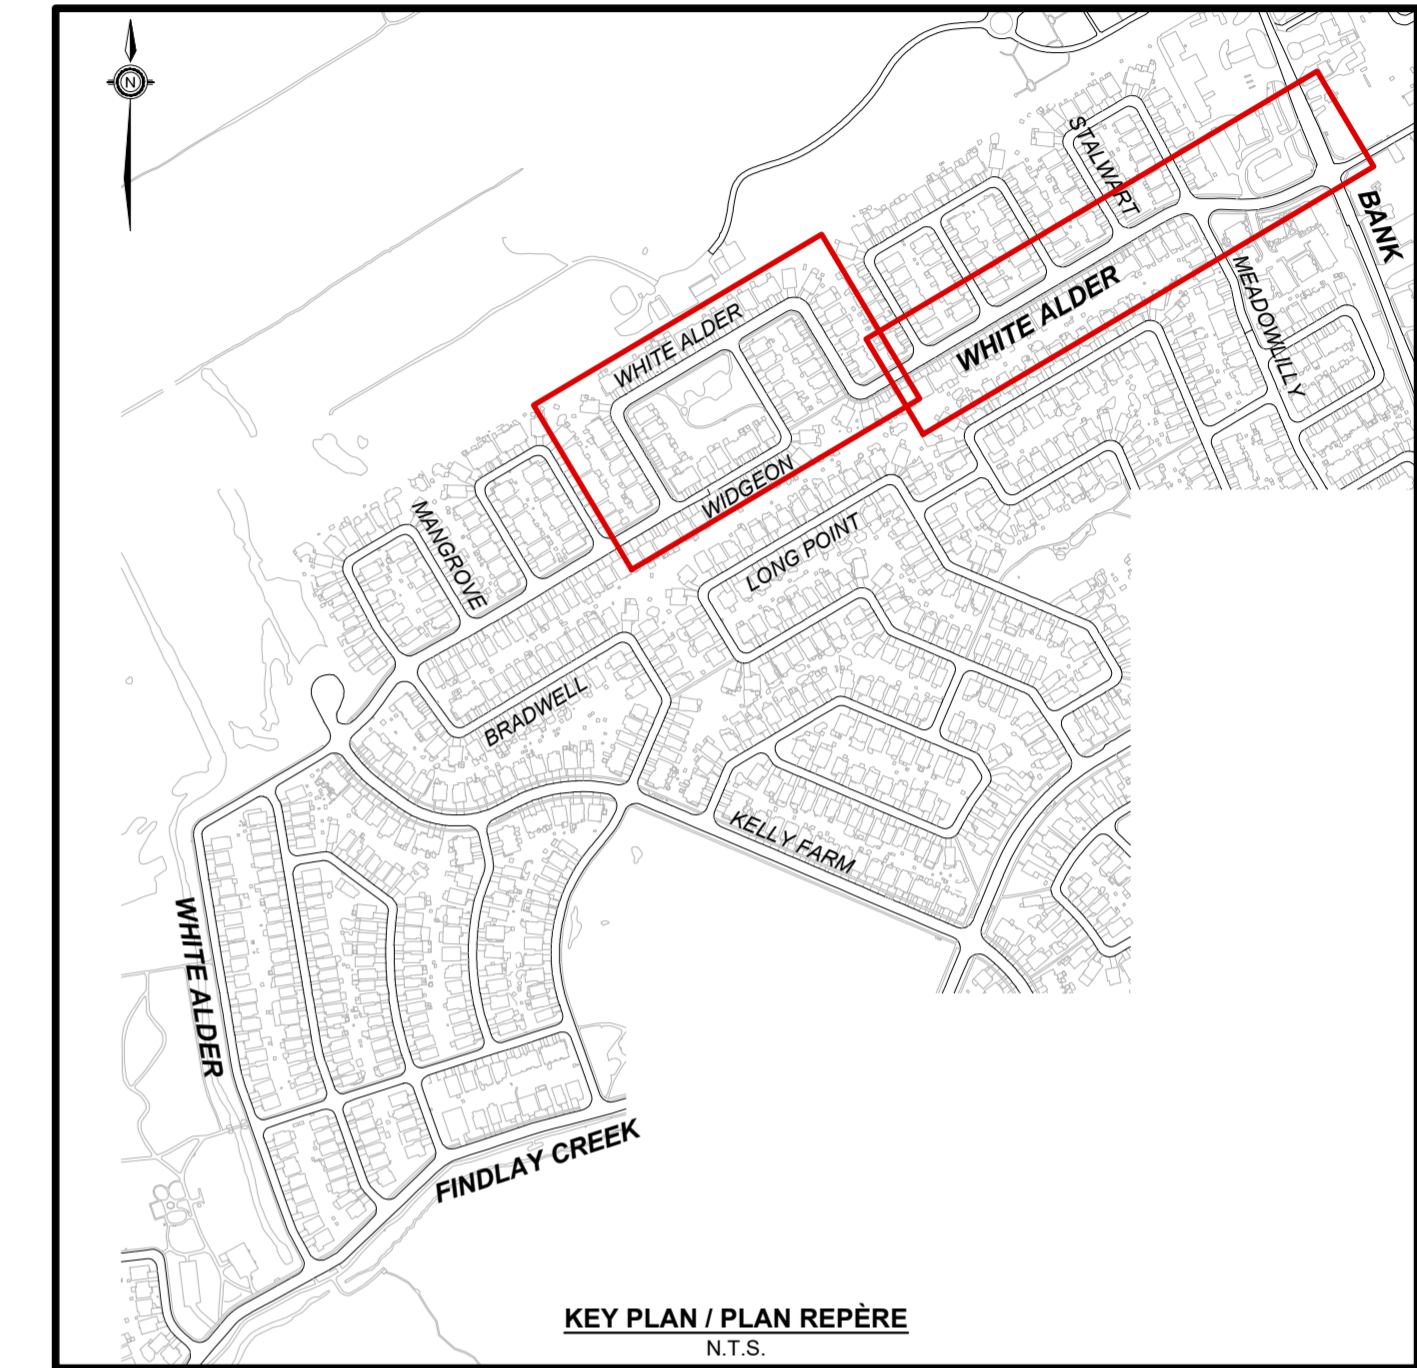 N
STALWART
BANK
WHITE ALDER
MEADOWLILLY
WHITE ALDER
WIDGEON
MANGROVE
LONG POINT
BRADWELL
KELLY FARM
WHITE ALDER
FINDLAY CREEK
KEY PLAN / PLAN REPÈRE
N.T.S.